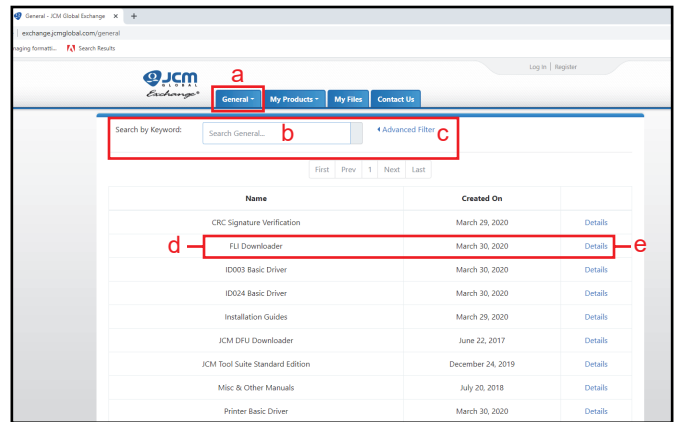 General - JCM Global Exchange × +
exchange.jcmglobal.com/general
naging formatti... Search Results
Log In | Register
JCM
GLOBAL
Exchange®
a
General My Products My Files Contact Us
Search by Keyword: Search General... b Advanced Filter c
First Prev 1 Next Last
Name Created On
CRC Signature Verification March 29, 2020 Details
d FLI Downloader March 30, 2020 Details e
ID003 Basic Driver March 30, 2020 Details
ID024 Basic Driver March 30, 2020 Details
Installation Guides March 29, 2020 Details
JCM DFU Downloader June 22, 2017 Details
JCM Tool Suite Standard Edition December 24, 2019 Details
Misc & Other Manuals July 20, 2018 Details
Printer Basic Driver March 30, 2020 Details